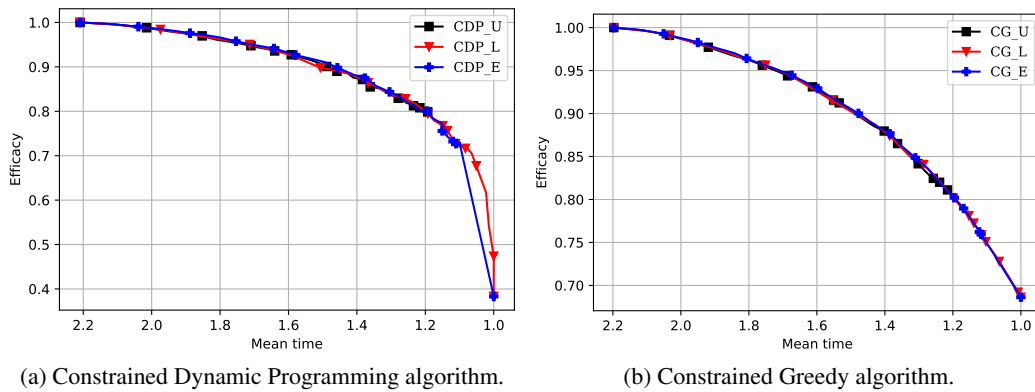 1.0
0.9
0.8
0.7
0.6
0.5
0.4
Efficacy
2.2 2.0 1.8 1.6 1.4 1.2 1.0
Mean time
CDP_U
CDP_L
CDP_E
(a) Constrained Dynamic Programming algorithm.
1.00
0.95
0.90
0.85
0.80
0.75
0.70
Efficacy
2.2 2.0 1.8 1.6 1.4 1.2 1.0
Mean time
CG_U
CG_L
CG_E
(b) Constrained Greedy algorithm.